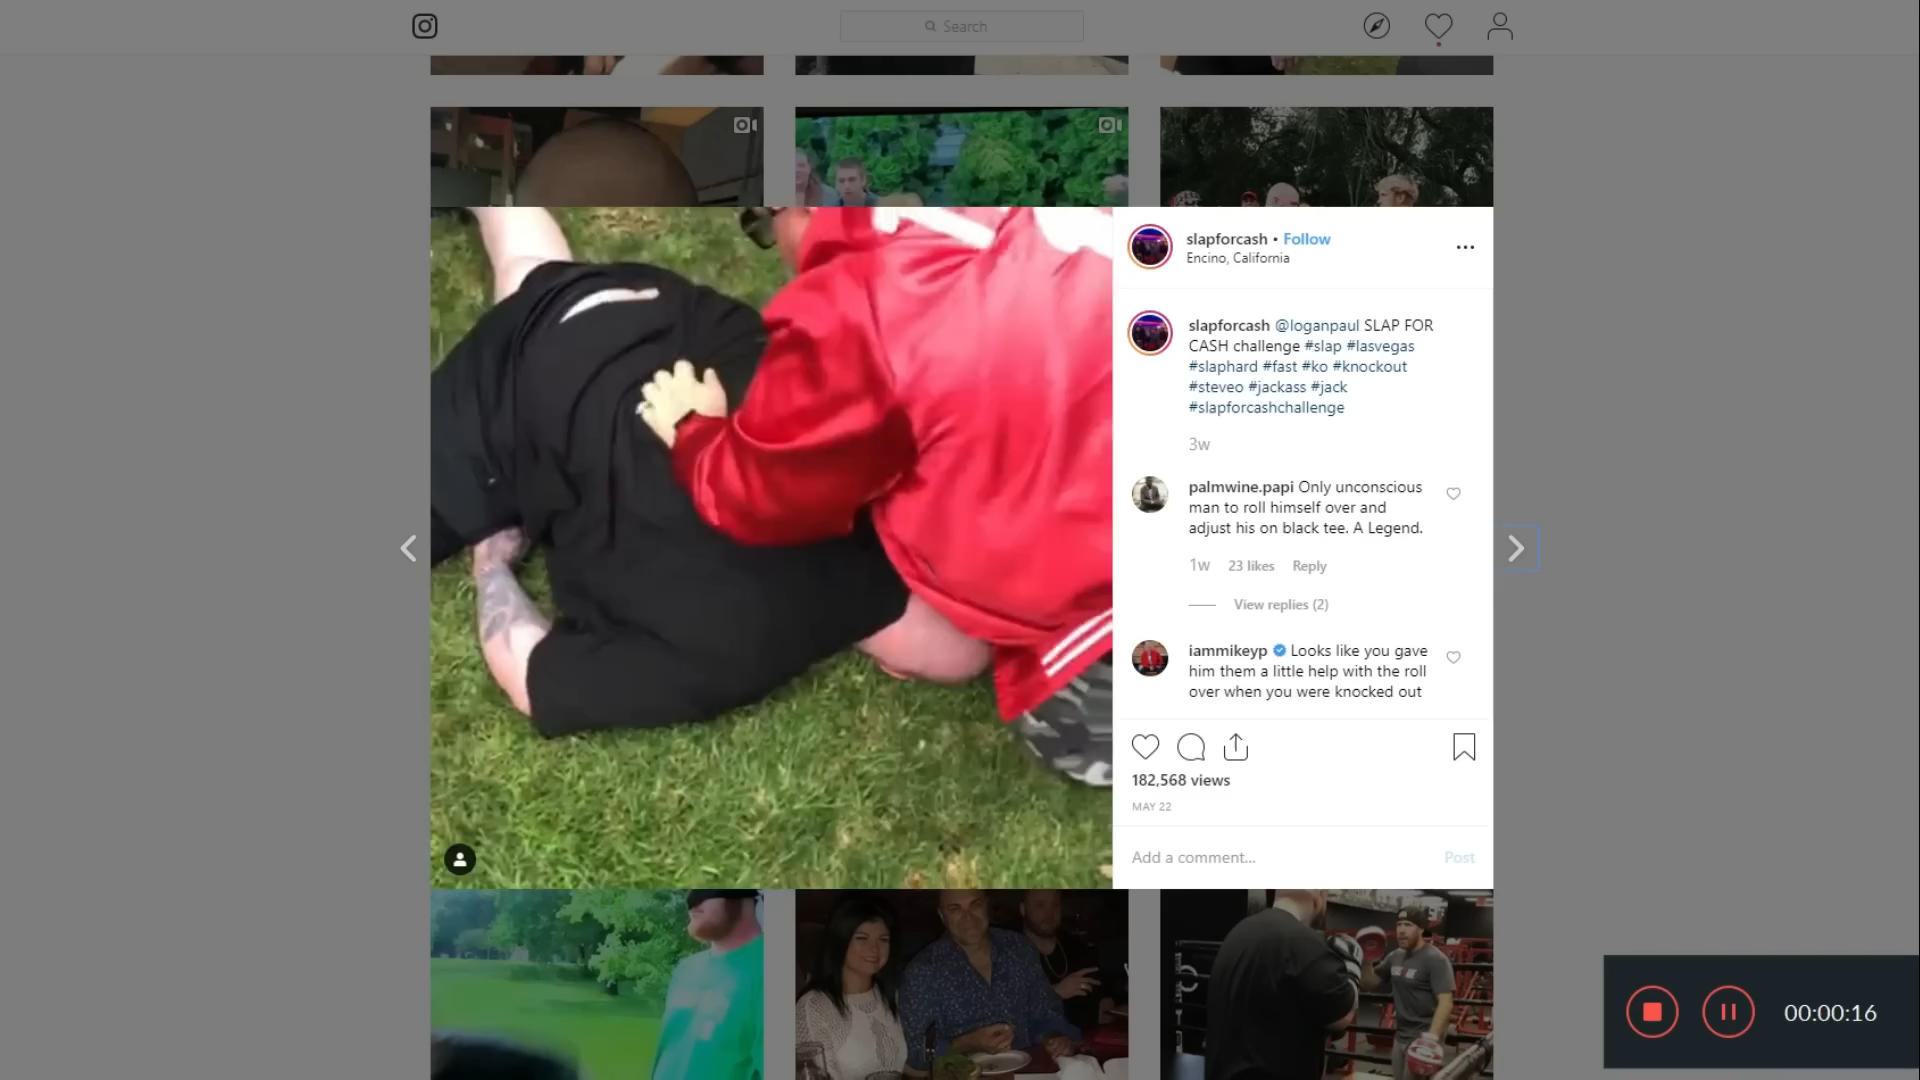 Search
slapforcash • Follow
Encino, California
slapforcash @loganpaul SLAP FOR
CASH challenge #slap #lasvegas
#slaphard #fast #ko #knockout
#steveo #jackass #jack
#slapforcashchallenge
3w
palmwine.papi Only unconscious
man to roll himself over and
adjust his on black tee. A Legend.
1w 23 likes Reply
View replies (2)
iammikeyp Looks like you gave
him them a little help with the roll
over when you were knocked out
182,568 views
MAY 22
Add a comment... Post
00:00:16